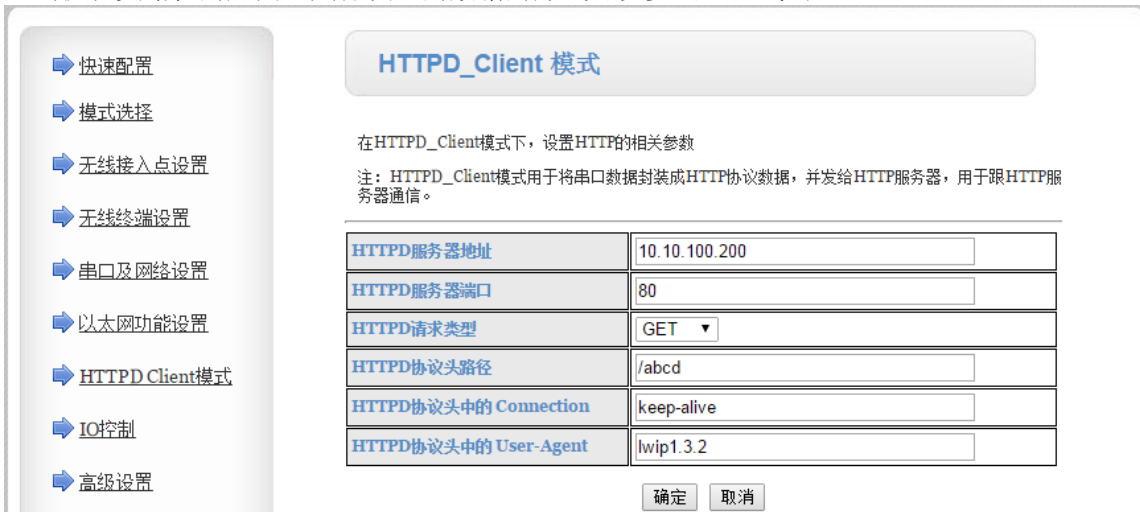 快速配置
模式选择
无线接入点设置
无线终端设置
串口及网络设置
以太网功能设置
HTTPD Client模式
IO控制
高级设置
HTTPD_Client 模式
在HTTPD_Client模式下，设置HTTP的相关参数
注：HTTPD_Client模式用于将串口数据封装成HTTP协议数据，并发给HTTP服务器，用于跟HTTP服
务器通信。
HTTPD服务器地址 10.10.100.200
HTTPD服务器端口 80
HTTPD请求类型 GET
HTTPD协议头路径 /abcd
HTTPD协议头中的 Connection keep-alive
HTTPD协议头中的 User-Agent lwip1.3.2
确定 取消